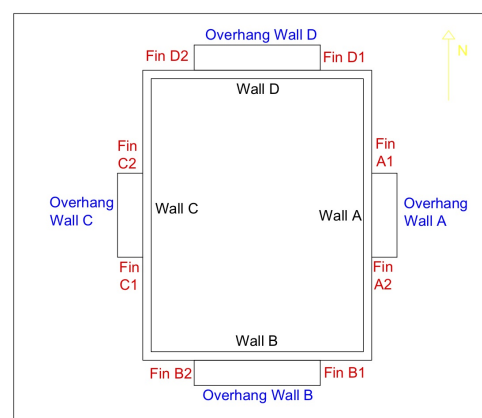 Overhang Wall D
Fin D2
Fin D1
N
Wall D
Fin
C2
Fin
A1
Overhang
Wall C
Wall C
Wall A
Overhang
Wall A
Fin
C1
Fin
A2
Wall B
Fin B2
Fin B1
Overhang Wall B